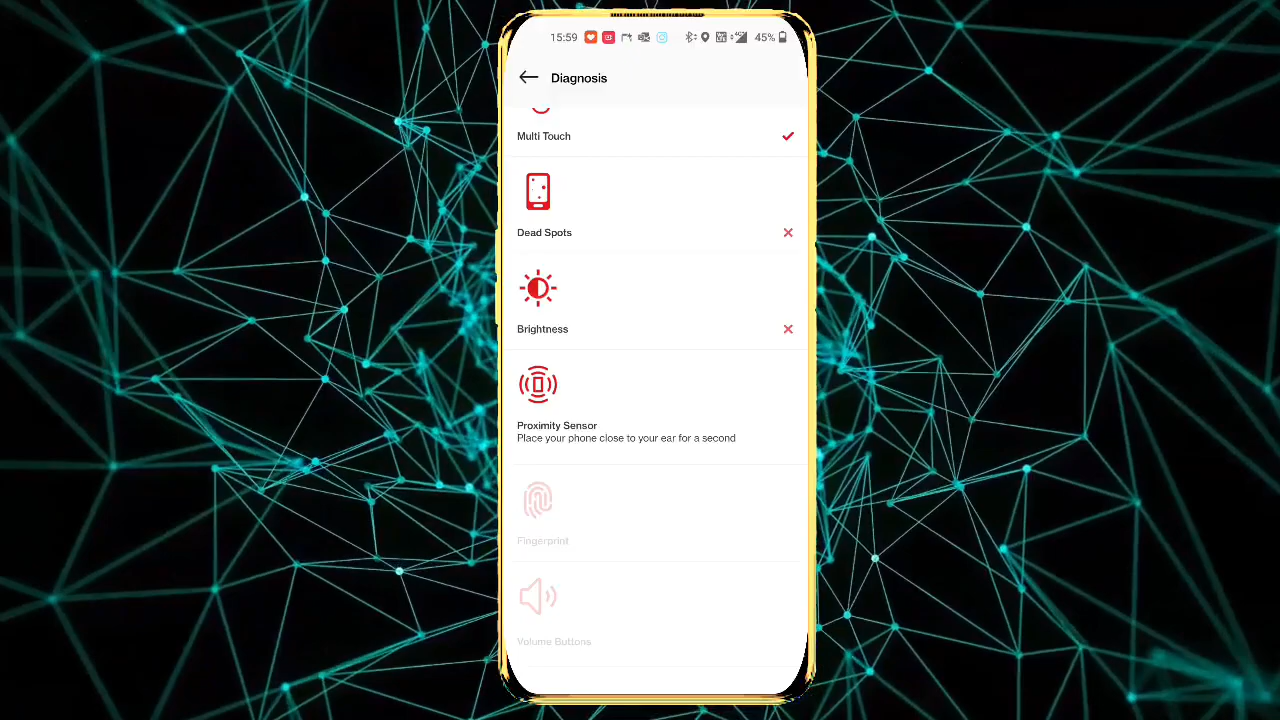 15:59 45%
Diagnosis
Multi Touch
Dead Spots
Brightness
Proximity Sensor
Place your phone close to your ear for a second
Fingerprint
Volume Buttons